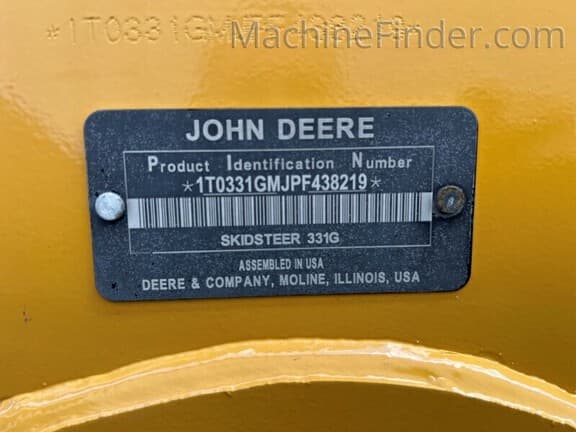 MachineFinder.com
JOHN DEERE
Product Identification Number
*1T0331GMJPF438219*
SKIDSTEER 331G
ASSEMBLED IN USA
DEERE & COMPANY, MOLINE, ILLINOIS, USA